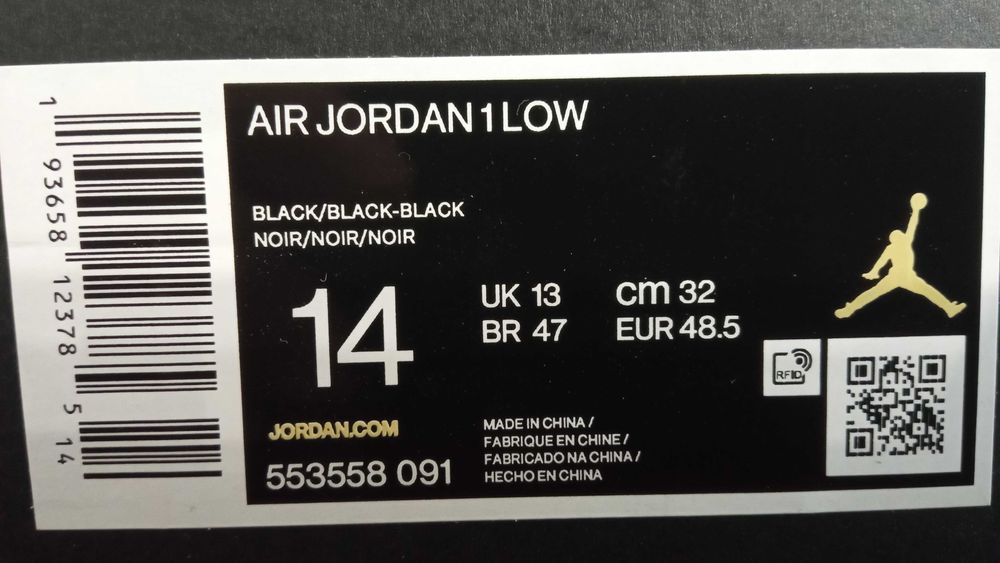 1 93658 12378 5 14
AIR JORDAN 1 LOW
BLACK/BLACK-BLACK
NOIR/NOIR/NOIR
14
UK 13 cm 32
BR 47 EUR 48.5
RFID
JORDAN.COM
553558 091
MADE IN CHINA /
FABRIQUE EN CHINE /
FABRICADO NA CHINA /
HECHO EN CHINA